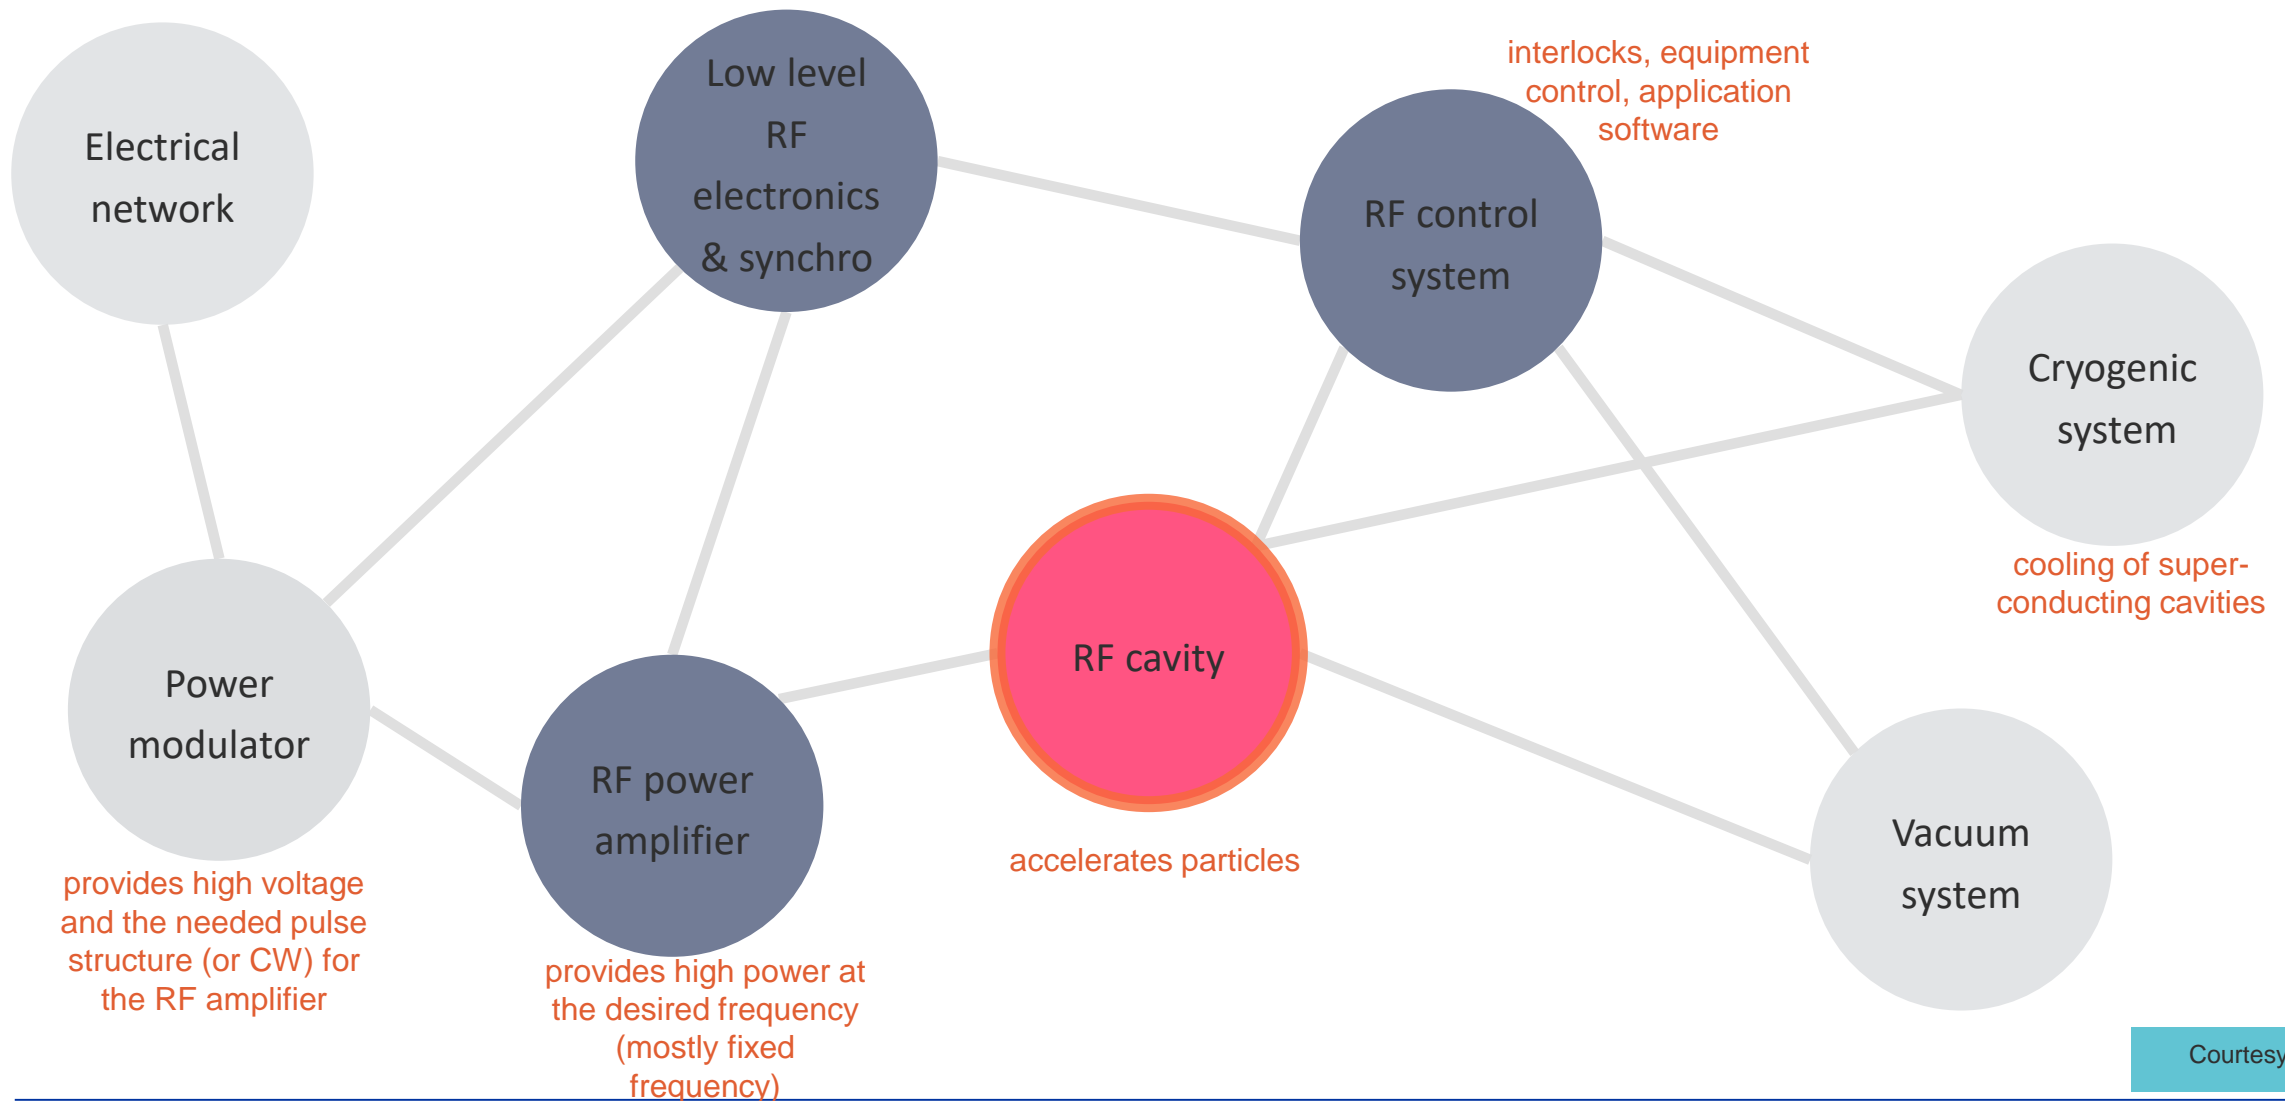 Electrical
network
Low level
RF
electronics
& synchro
interlocks, equipment
control, application
software
RF control
system
Cryogenic
system
cooling of super-
conducting cavities
Power
modulator
provides high voltage
and the needed pulse
structure (or CW) for
the RF amplifier
RF power
amplifier
provides high power at
the desired frequency
(mostly fixed
frequency)
RF cavity
accelerates particles
Vacuum
system
Courtesy